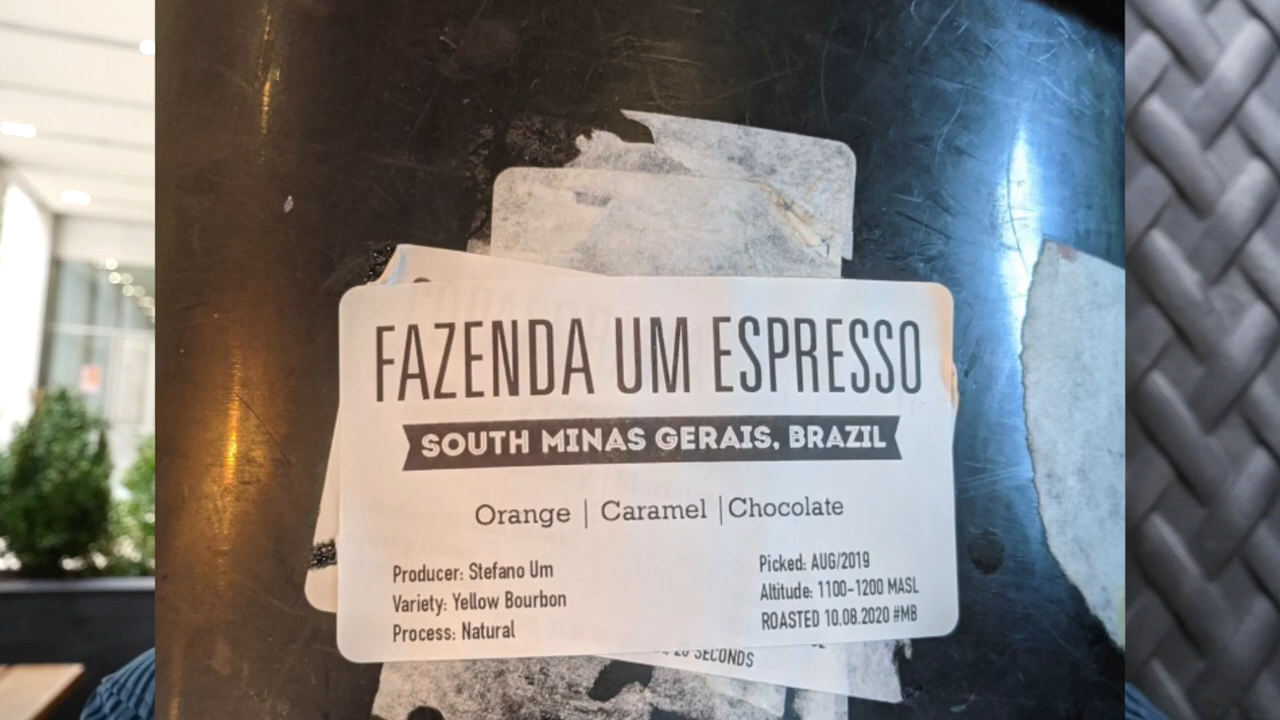 FAZENDA UM ESPRESSO
SOUTH MINAS GERAIS, BRAZIL
Orange | Caramel |Chocolate
Producer: Stefano Um
Variety: Yellow Bourbon
Process: Natural
Picked: AUG/2019
Altitude: 1100-1200 MASL
ROASTED 10.08.2020 #MB
SECONDS